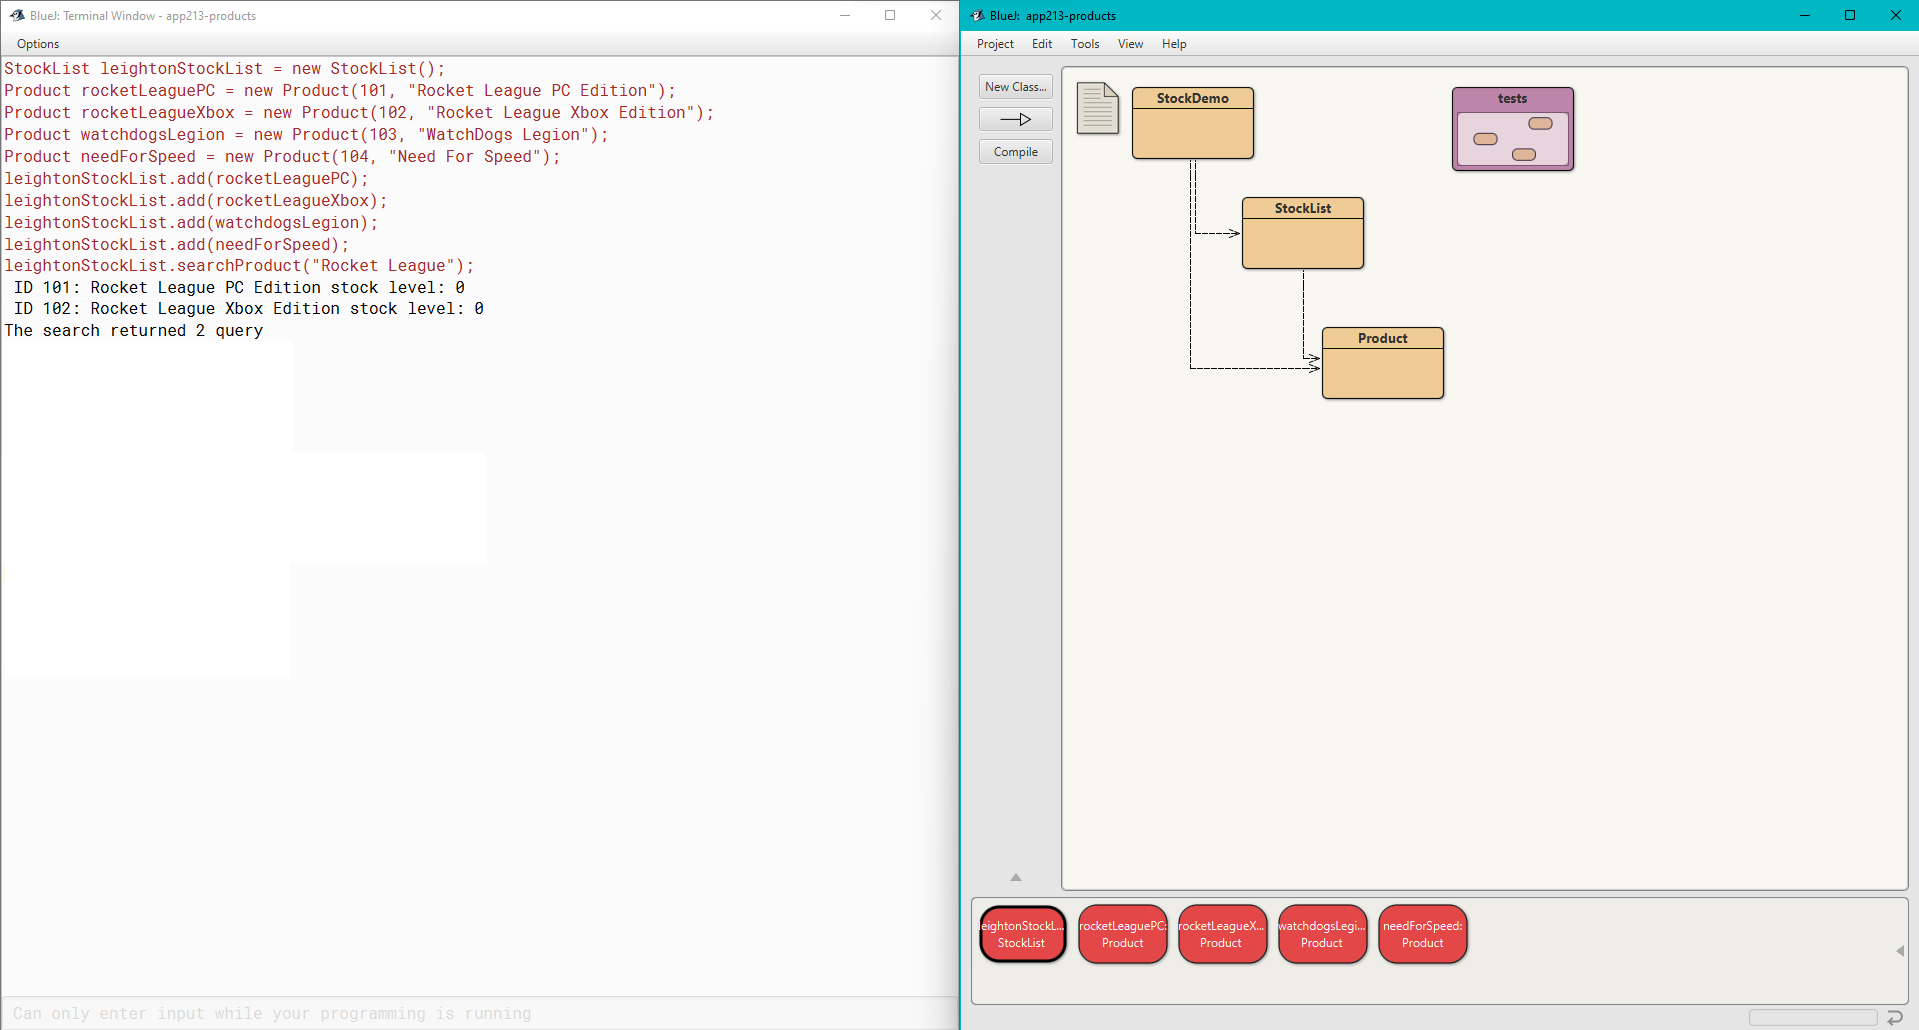 BlueJ: Terminal Window - app213-products
Options
StockList leightonStockList = new StockList();
Product rocketLeaguePC = new Product(101, "Rocket League PC Edition");
Product rocketLeagueXbox = new Product(102, "Rocket League Xbox Edition");
Product watchdogsLegion = new Product(103, "WatchDogs Legion");
Product needForSpeed = new Product(104, "Need For Speed");
leightonStockList.add(rocketLeaguePC);
leightonStockList.add(rocketLeagueXbox);
leightonStockList.add(watchdogsLegion);
leightonStockList.add(needForSpeed);
leightonStockList.searchProduct("Rocket League");
ID 101: Rocket League PC Edition stock level: 0
ID 102: Rocket League Xbox Edition stock level: 0
The search returned 2 query
Can only enter input while your programming is running
BlueJ: app213-products
Project Edit Tools View Help
New Class...
Compile
StockDemo
tests
StockList
Product
eightonStockL...
StockList
rocketLeaguePC:
Product
rocketLeagueX...
Product
watchdogsLegi...
Product
needForSpeed:
Product